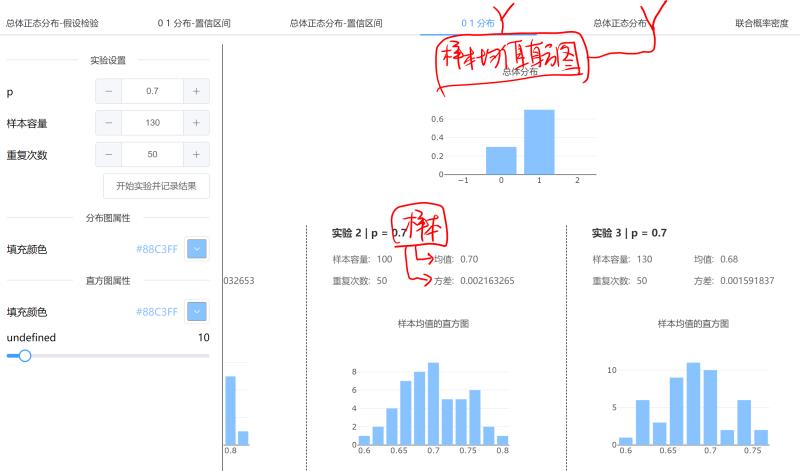 总体正态分布-假设检验 0 1 分布-置信区间 总体正态分布-置信区间 0 1 分布 总体正态分布 联合概率密度
Y Y
样本均值直方图
总体分布
实验设置
p − 0.7 +
样本容量 − 130 +
重复次数 − 50 +
开始实验并记录结果
分布图属性
填充颜色 #88C3FF
直方图属性
填充颜色 #88C3FF
undefined 10
0.6
0.4
0.2
0
−1 0 1 2
032653
0.8
样本
实验 2 | p = 0.7
样本容量: 100 均值: 0.70
重复次数: 50 方差: 0.002163265
样本均值的直方图
8
6
4
2
0
0.6 0.65 0.7 0.75 0.8
实验 3 | p = 0.7
样本容量: 130 均值: 0.68
重复次数: 50 方差: 0.001591837
样本均值的直方图
10
5
0
0.6 0.65 0.7 0.75